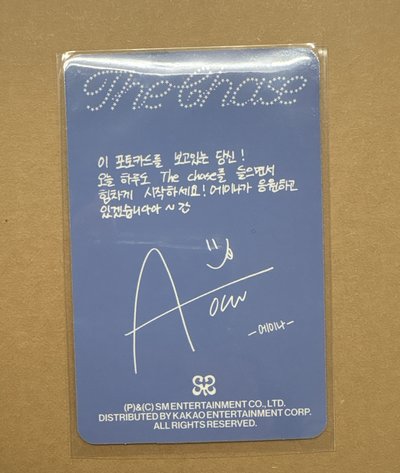 The Chase
이 포토카드를 보고있는 당신!
오늘 하루도 The chase를 들으면서
힘차게 시작하세요! 에이나가 응원하고
있겠습니다아 ~
A
- 에이나 -
(P)&(C) SM ENTERTAINMENT CO., LTD.
DISTRIBUTED BY KAKAO ENTERTAINMENT CORP.
ALL RIGHTS RESERVED.